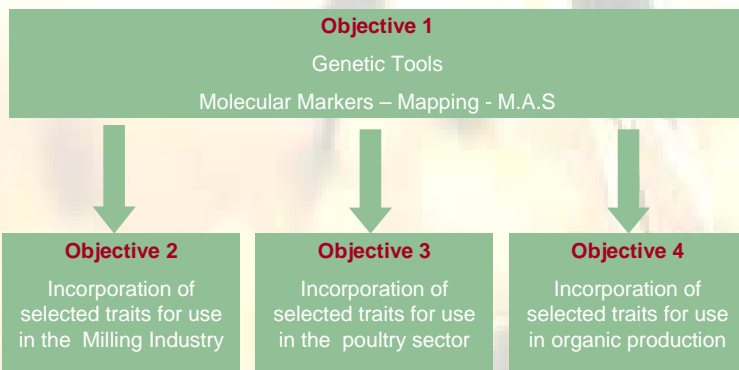 Objective 1
Genetic Tools
Molecular Markers – Mapping - M.A.S
Objective 2
Incorporation of
selected traits for use
in the Milling Industry
Objective 3
Incorporation of
selected traits for use
in the poultry sector
Objective 4
Incorporation of
selected traits for use
in organic production